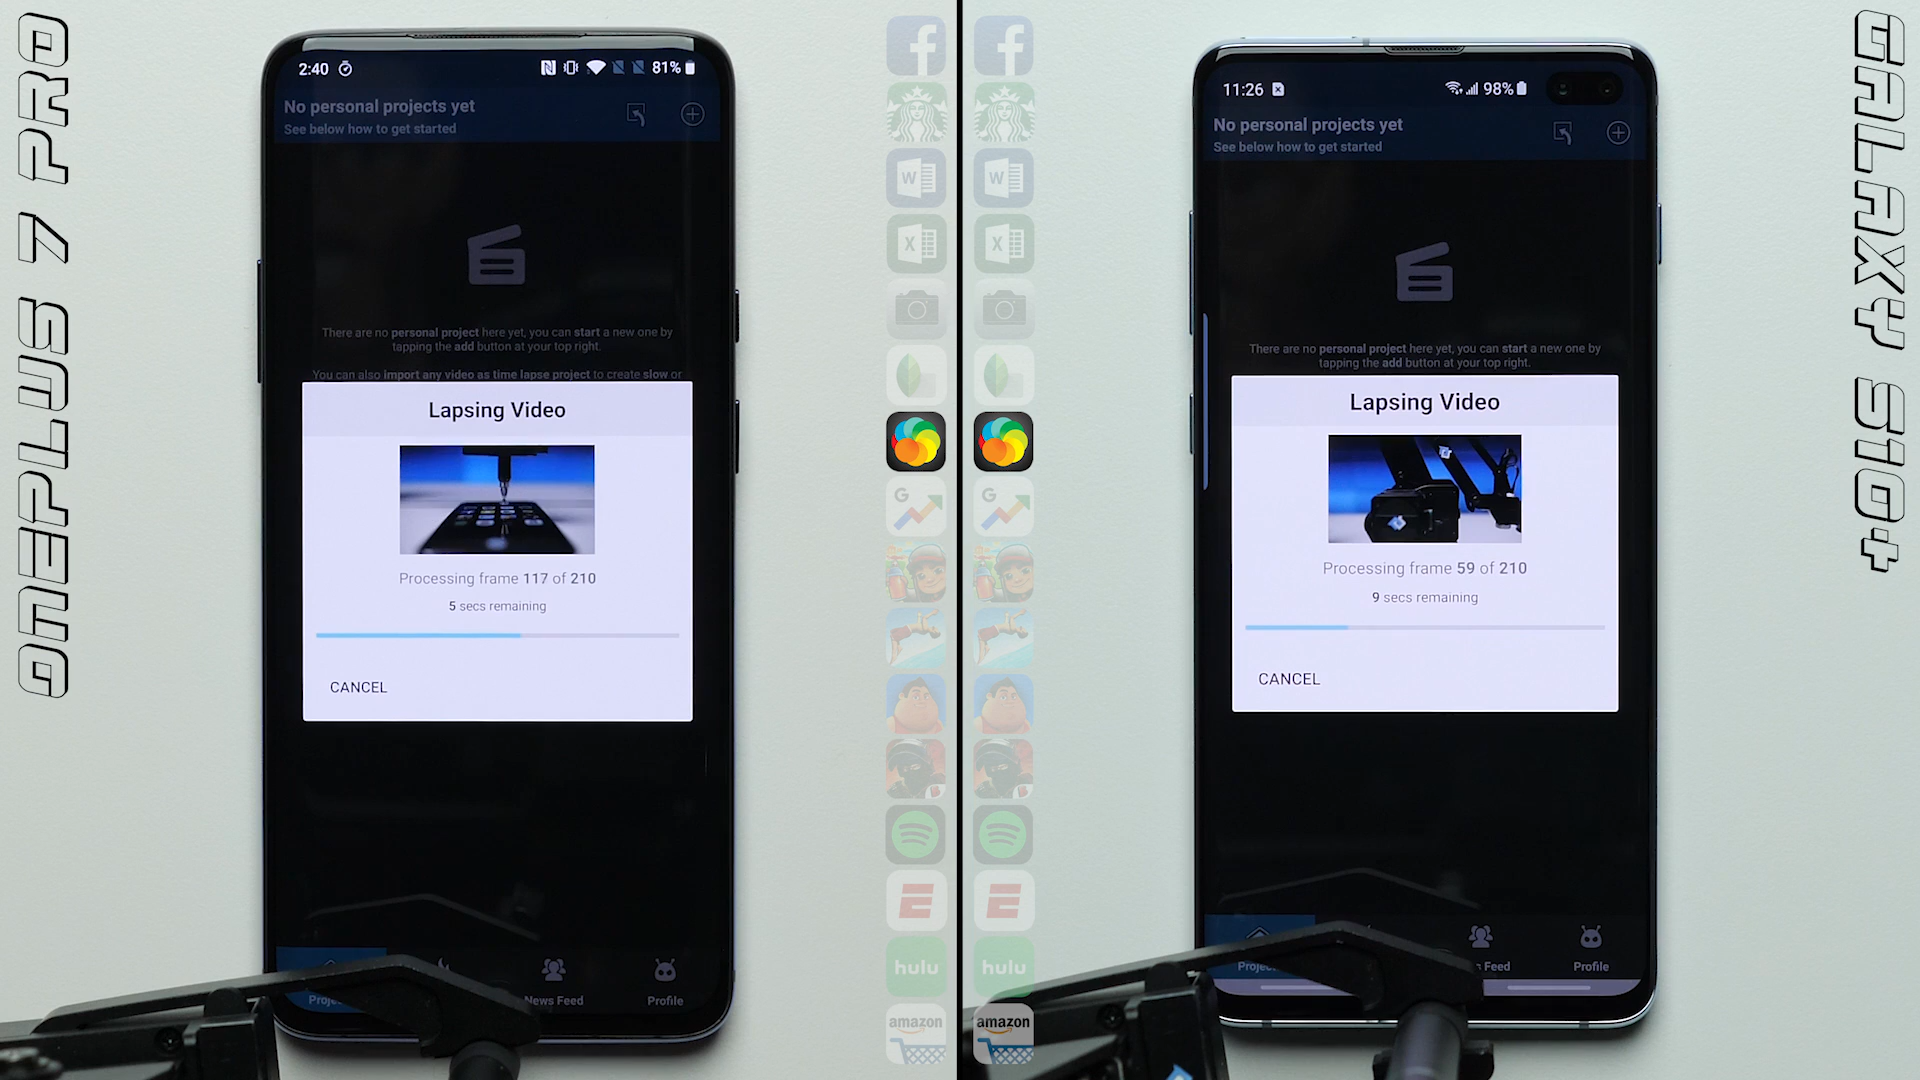 ONEPLUS 7 PRO
2:40
81%
No personal projects yet
See below how to get started
There are no personal project here yet, you can start a new one by
tapping the add button at your top right.
You can also import any video as time lapse project to create slow or
Lapsing Video
Processing frame 117 of 210
5 secs remaining
CANCEL
Projec
News Feed
Profile
f
W
X
G
E
hulu
amazon
f
W
X
G
E
hulu
amazon
11:26
98%
No personal projects yet
See below how to get started
There are no personal project here yet, you can start a new one by
tapping the add button at your top right.
Lapsing Video
Processing frame 59 of 210
9 secs remaining
CANCEL
Project
Feed
Profile
GALAXY S10+